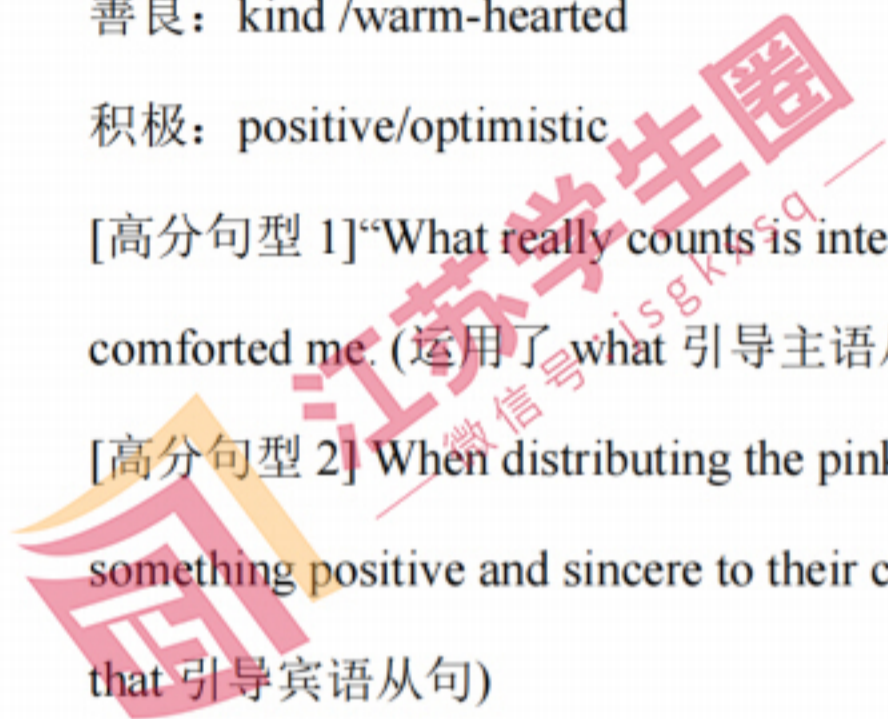 善良：kind /warm-hearted
积极：positive/optimistic
[高分句型 1]“What really counts is inte
comforted me. (运用了 what 引导主语
[高分句型 2] When distributing the pink
something positive and sincere to their c
that 引导宾语从句)
江苏学生圈
微信号:jsgkxsq